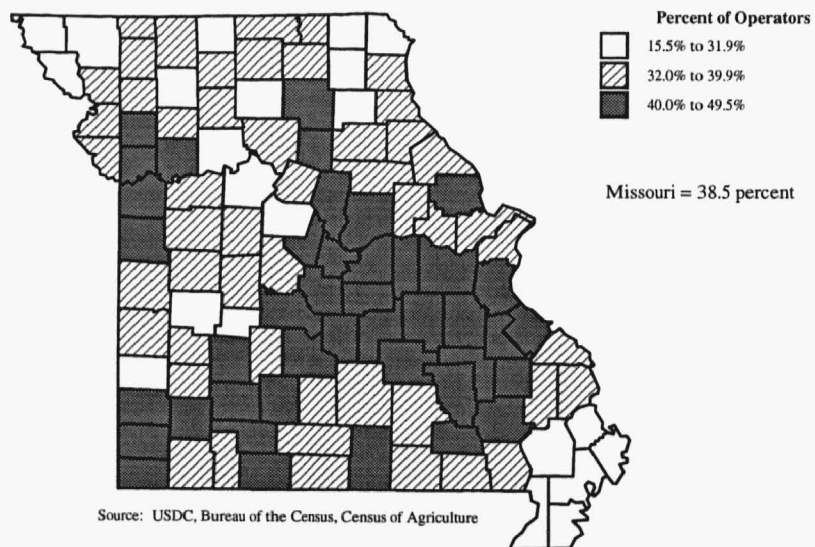 Percent of Operators
15.5% to 31.9%
32.0% to 39.9%
40.0% to 49.5%
Missouri = 38.5 percent
Source: USDC, Bureau of the Census, Census of Agriculture